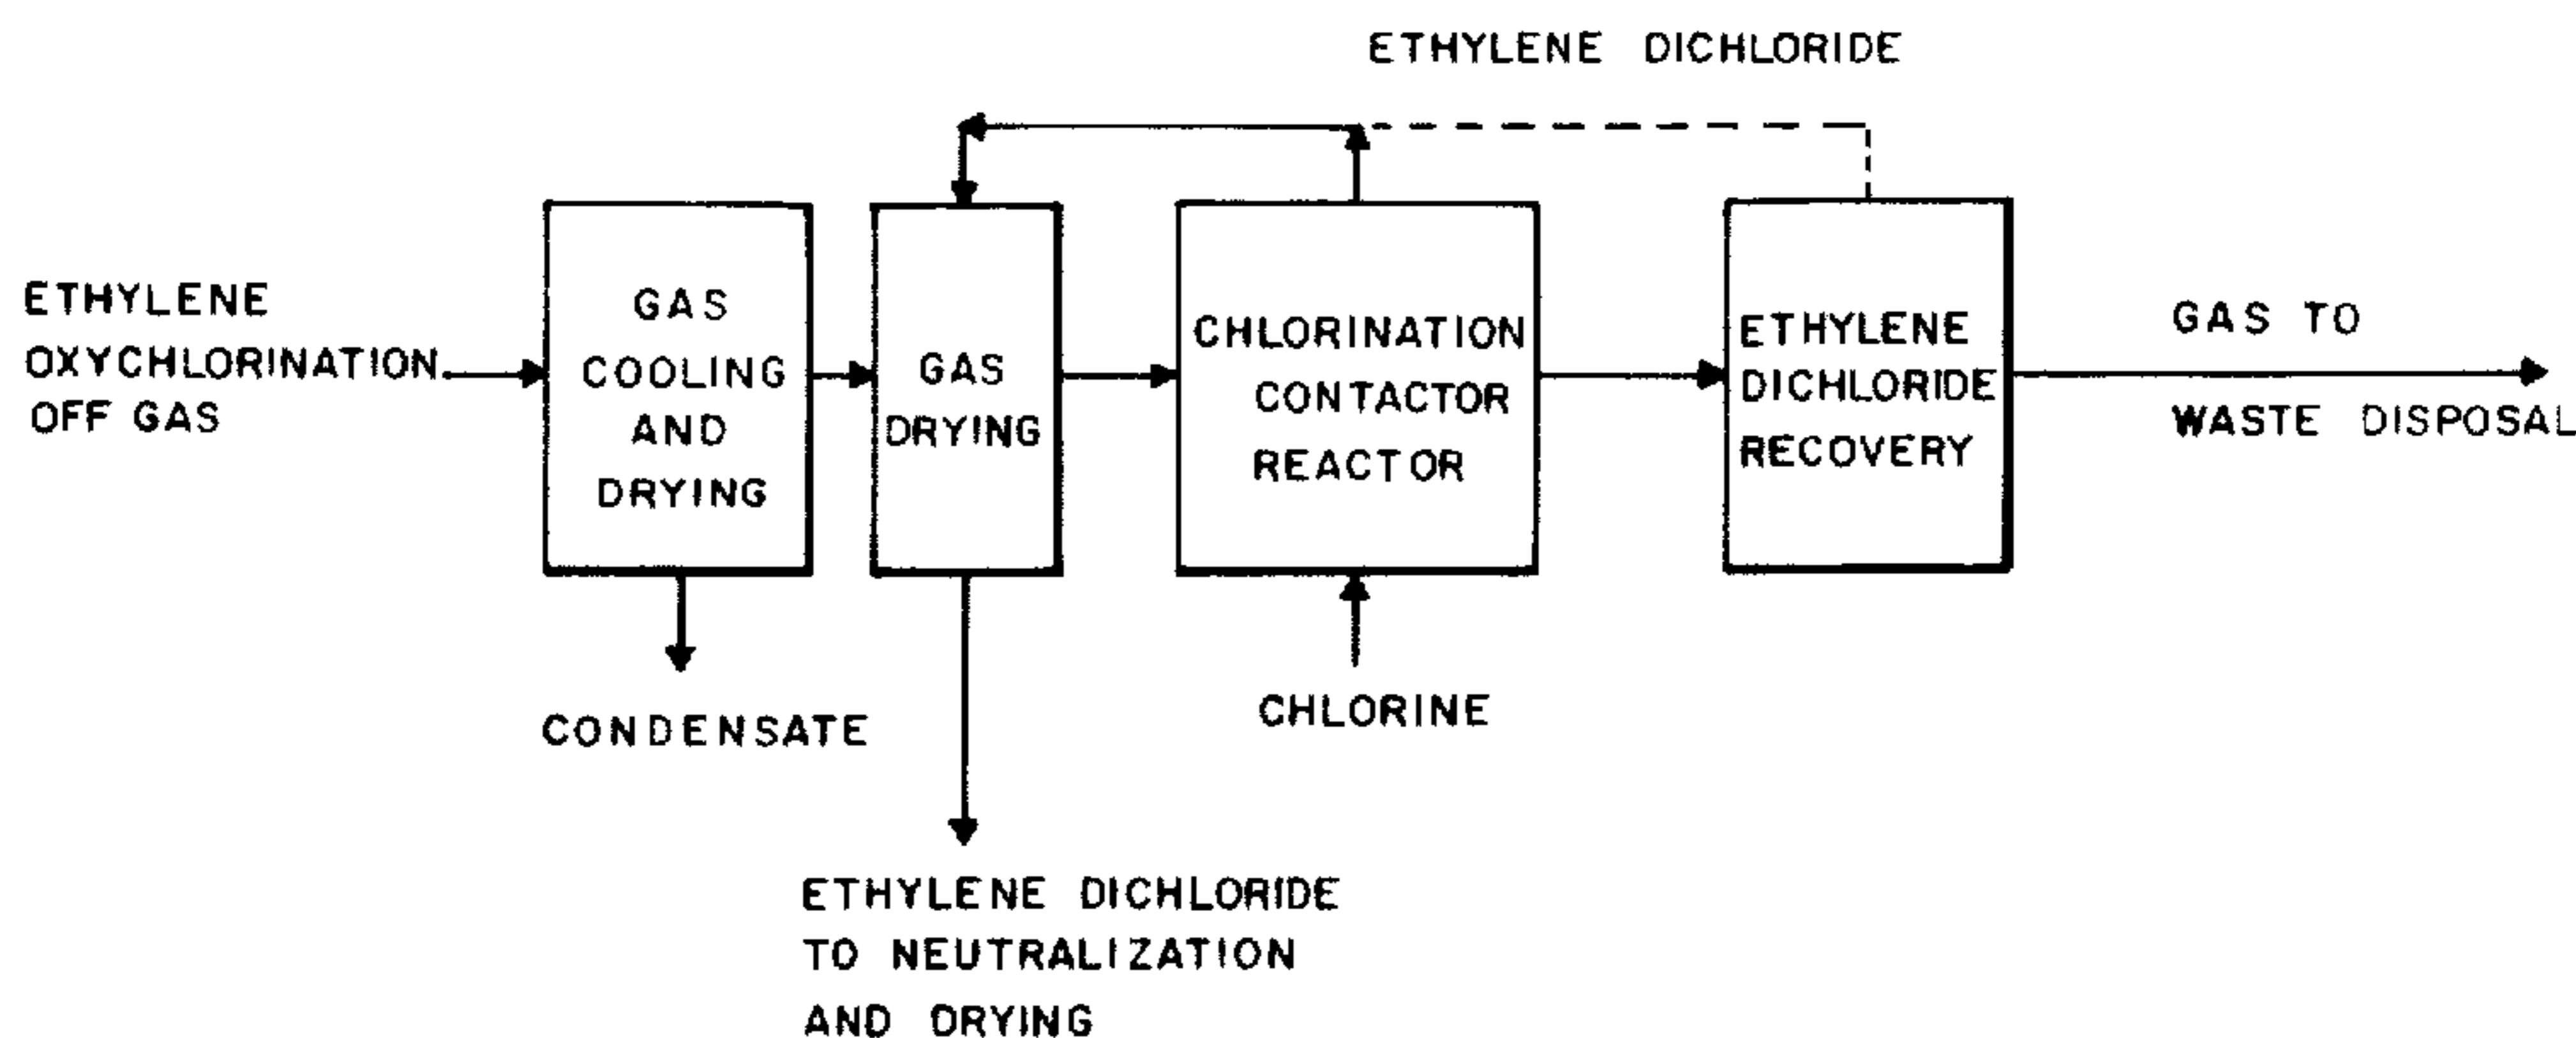 ETHYLENE DICHLORIDE
ETHYLENE
OXYCHLORINATION
OFF GAS
GAS
COOLING
AND
DRYING
GAS
DRYING
CHLORINATION
CONTACTOR
REACTOR
ETHYLENE
DICHLORIDE
RECOVERY
GAS TO
WASTE DISPOSAL
CONDENSATE
CHLORINE
ETHYLENE DICHLORIDE
TO NEUTRALIZATION
AND DRYING